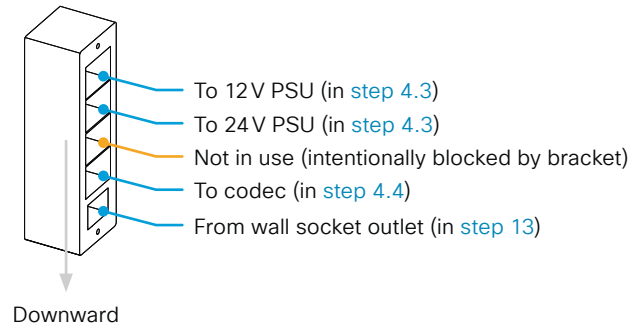 To 12 V PSU (in step 4.3)
To 24 V PSU (in step 4.3)
Not in use (intentionally blocked by bracket)
To codec (in step 4.4)
From wall socket outlet (in step 13)
Downward